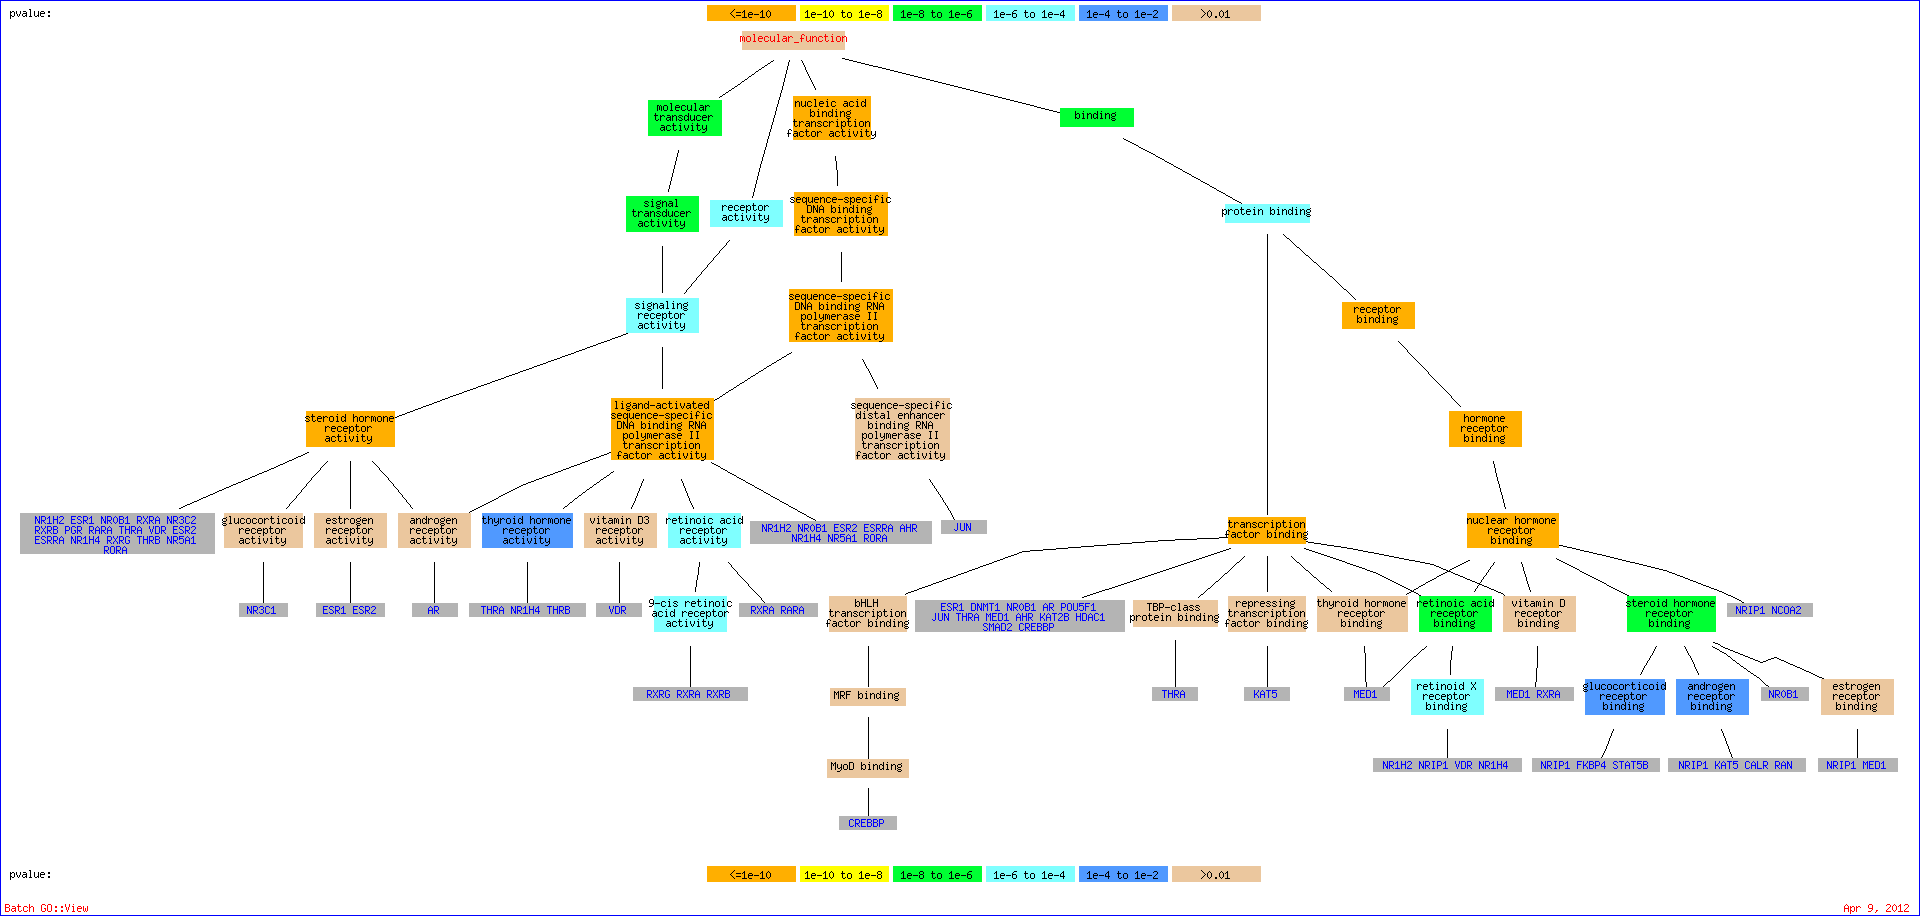 pvalue:
<=1e-10
1e-10 to 1e-8
1e-8 to 1e-6
1e-6 to 1e-4
1e-4 to 1e-2
>0.01
molecular_function
molecular
transducer
activity
nucleic acid
binding
transcription
factor activity
binding
signal
transducer
activity
receptor
activity
sequence-specific
DNA binding
transcription
factor activity
protein binding
signaling
receptor
activity
sequence-specific
DNA binding RNA
polymerase II
transcription
factor activity
receptor
binding
steroid hormone
receptor
activity
ligand-activated
sequence-specific
DNA binding RNA
polymerase II
transcription
factor activity
sequence-specific
distal enhancer
binding RNA
polymerase II
transcription
factor activity
hormone
receptor
binding
NR1H2 ESR1 NR0B1 RXRA NR3C2
RXRB PGR RARA THRA VDR ESR2
ESRRA NR1H4 RXRG THRB NR5A1
RORA
glucocorticoid
receptor
activity
estrogen
receptor
activity
androgen
receptor
activity
thyroid hormone
receptor
activity
vitamin D3
receptor
activity
retinoic acid
receptor
activity
NR1H2 NR0B1 ESR2 ESRRA AHR
NR1H4 NR5A1 RORA
JUN
transcription
factor binding
nuclear hormone
receptor
binding
NR3C1
ESR1 ESR2
AR
THRA NR1H4 THRB
VDR
9-cis retinoic
acid receptor
activity
RXRA RARA
bHLH
transcription
factor binding
ESR1 DNMT1 NR0B1 AR POU5F1
JUN THRA MED1 AHR KAT2B HDAC1
SMAD2 CREBBP
TBP-class
protein binding
repressing
transcription
factor binding
thyroid hormone
receptor
binding
retinoic acid
receptor
binding
vitamin D
receptor
binding
steroid hormone
receptor
binding
NRIP1 NCOA2
RXRG RXRA RXRB
MRF binding
THRA
KAT5
MED1
retinoid X
receptor
binding
MED1 RXRA
glucocorticoid
receptor
binding
androgen
receptor
binding
NR0B1
estrogen
receptor
binding
MyoD binding
NR1H2 NRIP1 VDR NR1H4
NRIP1 FKBP4 STAT5B
NRIP1 KAT5 CALR RAN
NRIP1 MED1
CREBBP
pvalue:
<=1e-10
1e-10 to 1e-8
1e-8 to 1e-6
1e-6 to 1e-4
1e-4 to 1e-2
>0.01
Batch GO::View
Apr 9, 2012